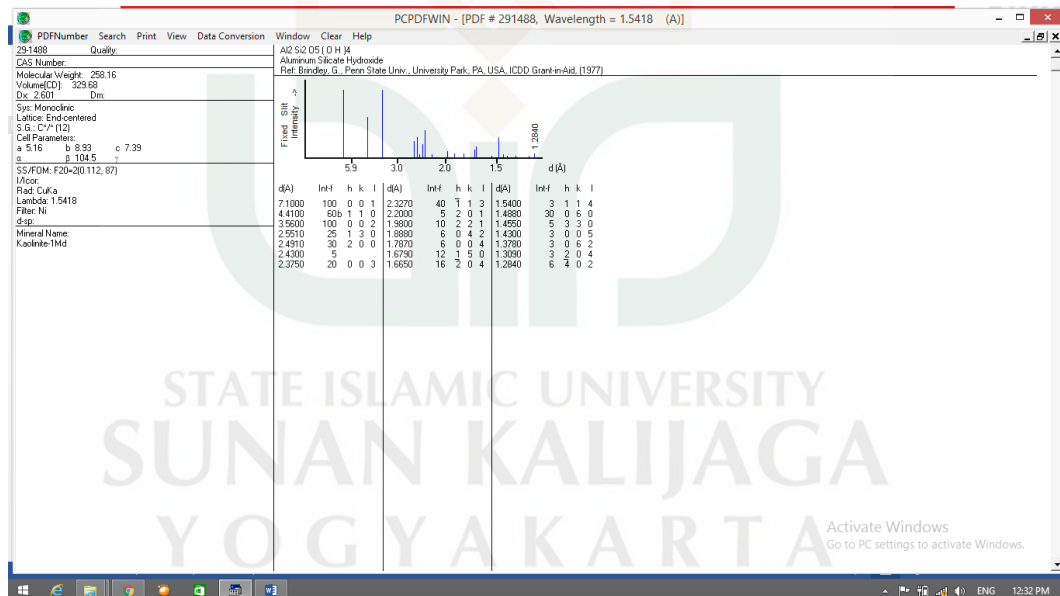 PCPDFWIN - [PDF # 291488, Wavelength = 1.5418 (A)]
PDFNumber Search Print View Data Conversion Window Clear Help
29-1488 Quality:
CAS Number:
Molecular Weight: 258.16
Volume[CD]: 329.68
Dx: 2.601 Dm:
Sys: Monoclinic
Lattice: End-centered
S.G.: C*/* (12)
Cell Parameters:
a 5.16 b 8.93 c 7.39
α β 104.5 γ
SS/FOM: F20=2(0.112, 87)
I/Icor:
Rad: CuKa
Lambda: 1.5418
Filter: Ni
d-sp:
Mineral Name:
Kaolinite-1Md
Al2 Si2 O5 ( O H )4
Aluminum Silicate Hydroxide
Ref: Brindley, G., Penn State Univ., University Park, PA, USA, ICDD Grant-in-Aid, (1977)
Fixed Slit
Intensity ->
1.2840
5.9 3.0 2.0 1.5 d (Å)
d(A) Int-f h k l d(A) Int-f h k l d(A) Int-f h k l
7.1000 100 0 0 1 2.3270 40 1̅ 1 3 1.5400 3 1 1 4
4.4100 60b 1 1 0 2.2000 5 2 0 1 1.4880 30 0 6 0
3.5600 100 0 0 2 1.9800 10 2 2 1 1.4550 5 3 3 0
2.5510 25 1 3 0 1.8880 6 0 4 2 1.4300 3 0 0 5
2.4910 30 2 0 0 1.7870 6 0 0 4 1.3780 3 0 6 2
2.4300 5 1.6790 12 1 5 0 1.3090 3 2 0 4
2.3750 20 0 0 3 1.6650 16 2̅ 0 4 1.2840 6 4̅ 0 2
STATE ISLAMIC UNIVERSITY
SUNAN KALIJAGA
YOGYAKARTA
Activate Windows
Go to PC settings to activate Windows.
ENG 12:32 PM